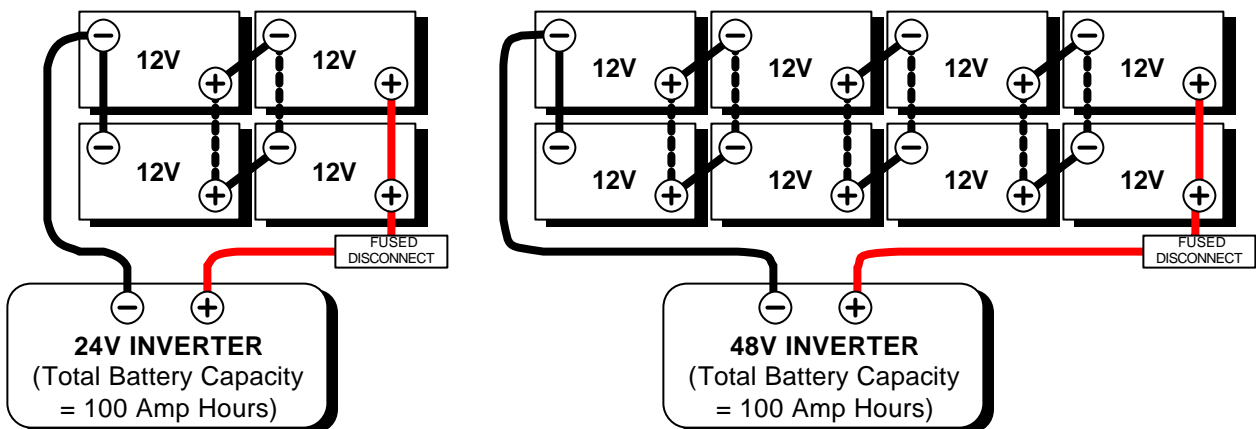 12V 12V
12V 12V
FUSED
DISCONNECT
24V INVERTER
(Total Battery Capacity
= 100 Amp Hours)
12V 12V 12V 12V
12V 12V 12V 12V
FUSED
DISCONNECT
48V INVERTER
(Total Battery Capacity
= 100 Amp Hours)